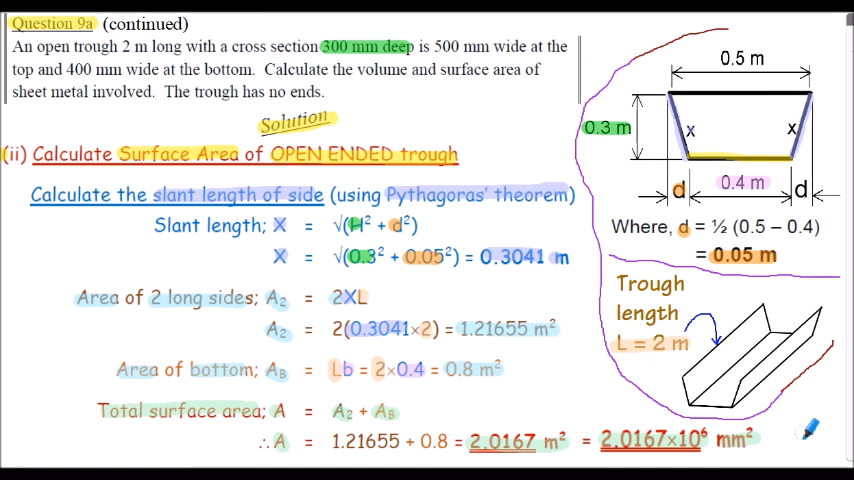 Question 9a (continued)
An open trough 2 m long with a cross section 300 mm deep is 500 mm wide at the
top and 400 mm wide at the bottom. Calculate the volume and surface area of
sheet metal involved. The trough has no ends.
Solution
(ii) Calculate Surface Area of OPEN ENDED trough
Calculate the slant length of side (using Pythagoras' theorem)
Slant length; X = √(H² + d²)
X = √(0.3² + 0.05²) = 0.3041 m
Area of 2 long sides; A₂ = 2XL
A₂ = 2(0.3041×2) = 1.21655 m²
Area of bottom; A_B = Lb = 2×0.4 = 0.8 m²
Total surface area; A = A₂ + A_B
∴ A = 1.21655 + 0.8 = 2.0167 m² = 2.0167×10⁶ mm²
0.5 m
0.3 m
x
x
d
0.4 m
d
Where, d = ½ (0.5 – 0.4)
= 0.05 m
Trough
length
L = 2 m